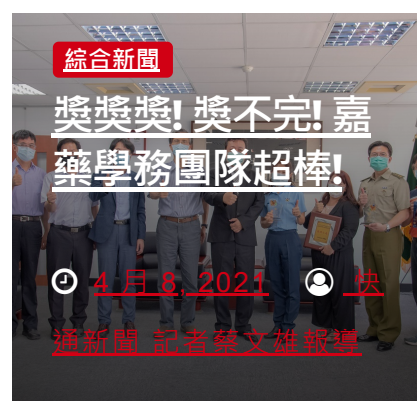 綜合新聞
獎獎獎! 獎不完! 嘉
藥學務團隊超棒!
4 月 8, 2021 快
通新聞 記者蔡文雄報導